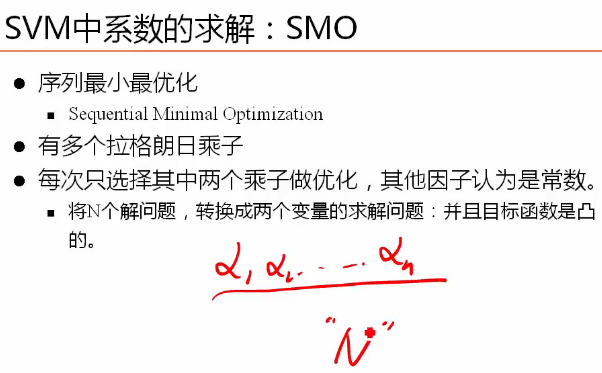 SVM中系数的求解：SMO
序列最小最优化
Sequential Minimal Optimization
有多个拉格朗日乘子
每次只选择其中两个乘子做优化，其他因子认为是常数。
将N个解问题，转换成两个变量的求解问题：并且目标函数是凸
的。
α1 α2 ..... αn
"N"